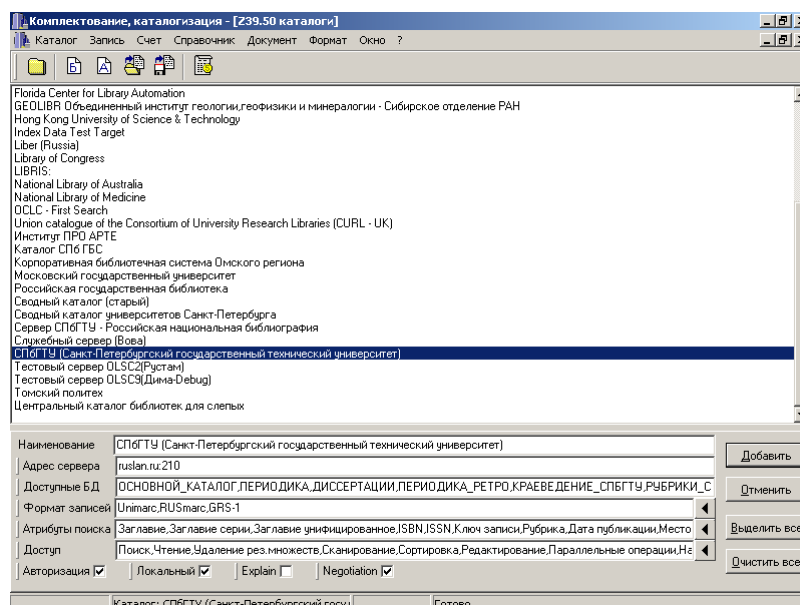 Комплектование, каталогизация - [Z39.50 каталоги]
Каталог Запись Счет Справочник Документ Формат Окно ?
Florida Center for Library Automation
GEOLIBR Объединенный институт геологии,геофизики и минералогии - Сибирское отделение РАН
Hong Kong University of Science & Technology
Index Data Test Target
Liber (Russia)
Library of Congress
LIBRIS:
National Library of Australia
National Library of Medicine
OCLC - First Search
Union catalogue of the Consortium of University Research Libraries (CURL - UK)
Институт ПРО АРТЕ
Каталог СПб ГБС
Корпоративная библиотечная система Омского региона
Московский государственный университет
Российская государственная библиотека
Сводный каталог (старый)
Сводный каталог университетов Санкт-Петербурга
Сервер СПбГТУ - Российская национальная библиография
Служебный сервер (Вова)
СПбГТУ (Санкт-Петербургский государственный технический университет)
Тестовый сервер OLSC2(Рустам)
Тестовый сервер OLSC9(Дима-Debug)
Томский политех
Центральный каталог библиотек для слепых
Наименование СПбГТУ (Санкт-Петербургский государственный технический университет)
Адрес сервера ruslan.ru:210
Доступные БД ОСНОВНОЙ_КАТАЛОГ,ПЕРИОДИКА,ДИССЕРТАЦИИ,ПЕРИОДИКА_РЕТРО,КРАЕВЕДЕНИЕ_СПБГТУ,РУБРИКИ_С
Формат записей Unimarc,RUSmarc,GRS-1
Атрибуты поиска Заглавие,Заглавие серии,Заглавие унифицированное,ISBN,ISSN,Ключ записи,Рубрика,Дата публикации,Место
Доступ Поиск,Чтение,Удаление рез.множеств,Сканирование,Сортировка,Редактирование,Параллельные операции,На
Авторизация Локальный Explain Negotiation
Добавить
Отменить
Выделить все
Очистить все
Каталог: СПбГТУ (Санкт-Петербургский госу Готово